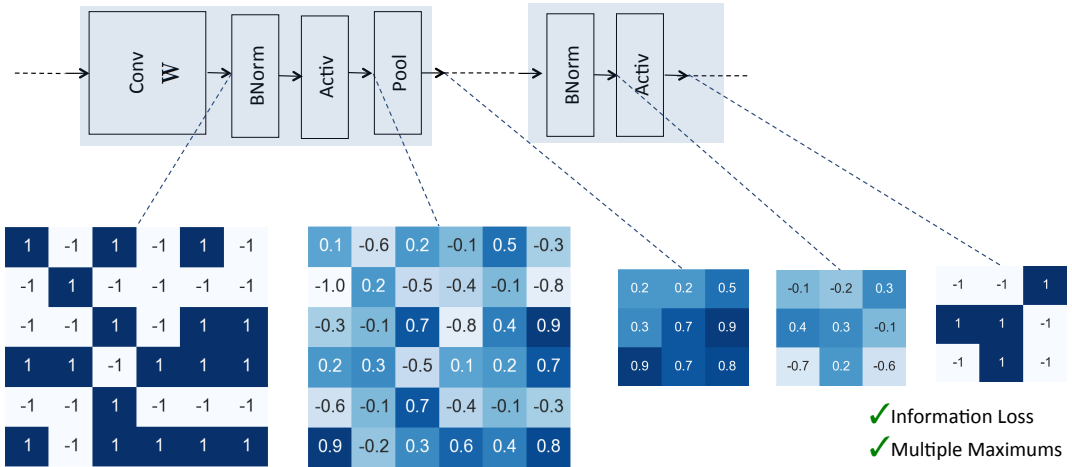 Conv W BNorm Activ Pool BNorm Activ
1 -1 1 -1 1 -1
-1 1 -1 -1 -1 -1
-1 -1 1 -1 1 1
1 1 -1 1 1 1
-1 -1 1 -1 -1 -1
1 -1 1 1 1 1
0.1 -0.6 0.2 -0.1 0.5 -0.3
-1.0 0.2 -0.5 -0.4 -0.1 -0.8
-0.3 -0.1 0.7 -0.8 0.4 0.9
0.2 0.3 -0.5 0.1 0.2 0.7
-0.6 -0.1 0.7 -0.4 -0.1 -0.3
0.9 -0.2 0.3 0.6 0.4 0.8
0.2 0.2 0.5
0.3 0.7 0.9
0.9 0.7 0.8
-0.1 -0.2 0.3
0.4 0.3 -0.1
-0.7 0.2 -0.6
-1 -1 1
1 1 -1
-1 1 -1
✓Information Loss
✓Multiple Maximums